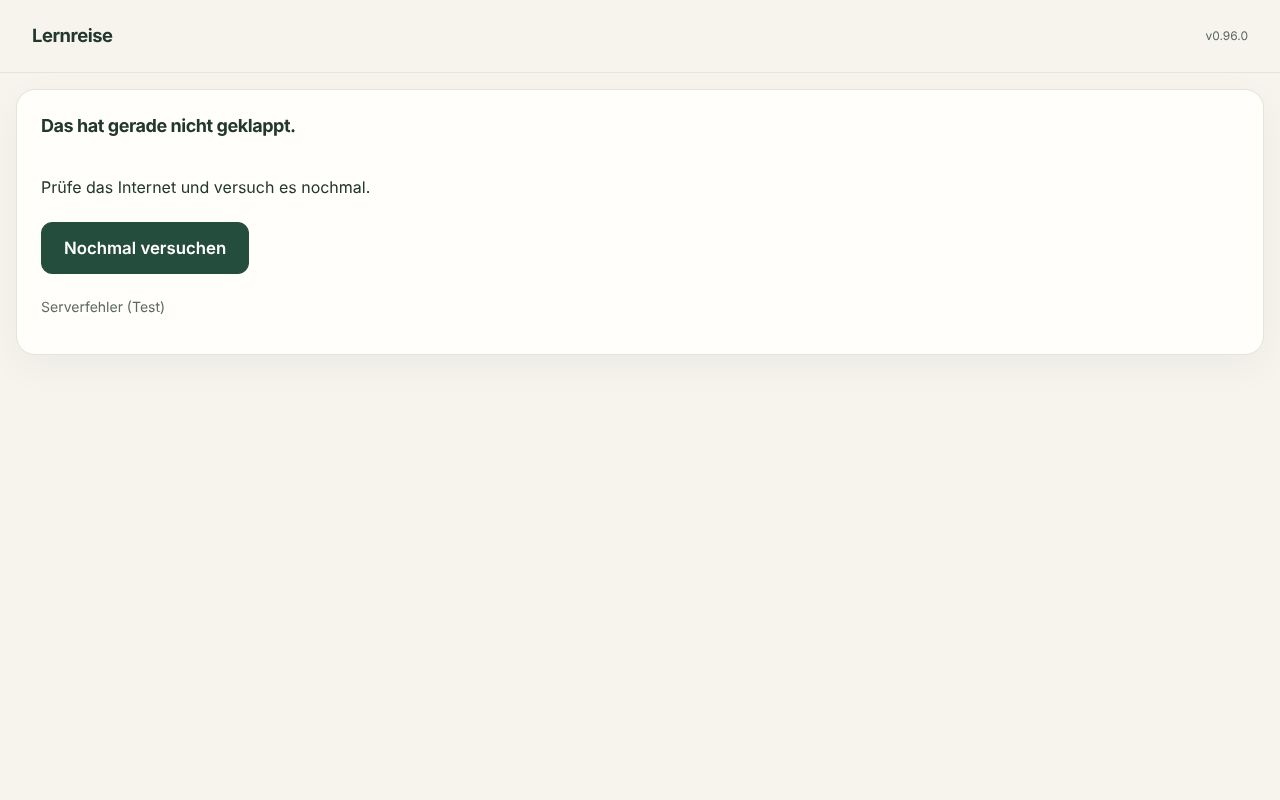 Lernreise
v0.96.0
Das hat gerade nicht geklappt.
Prüfe das Internet und versuch es nochmal.
Nochmal versuchen
Serverfehler (Test)